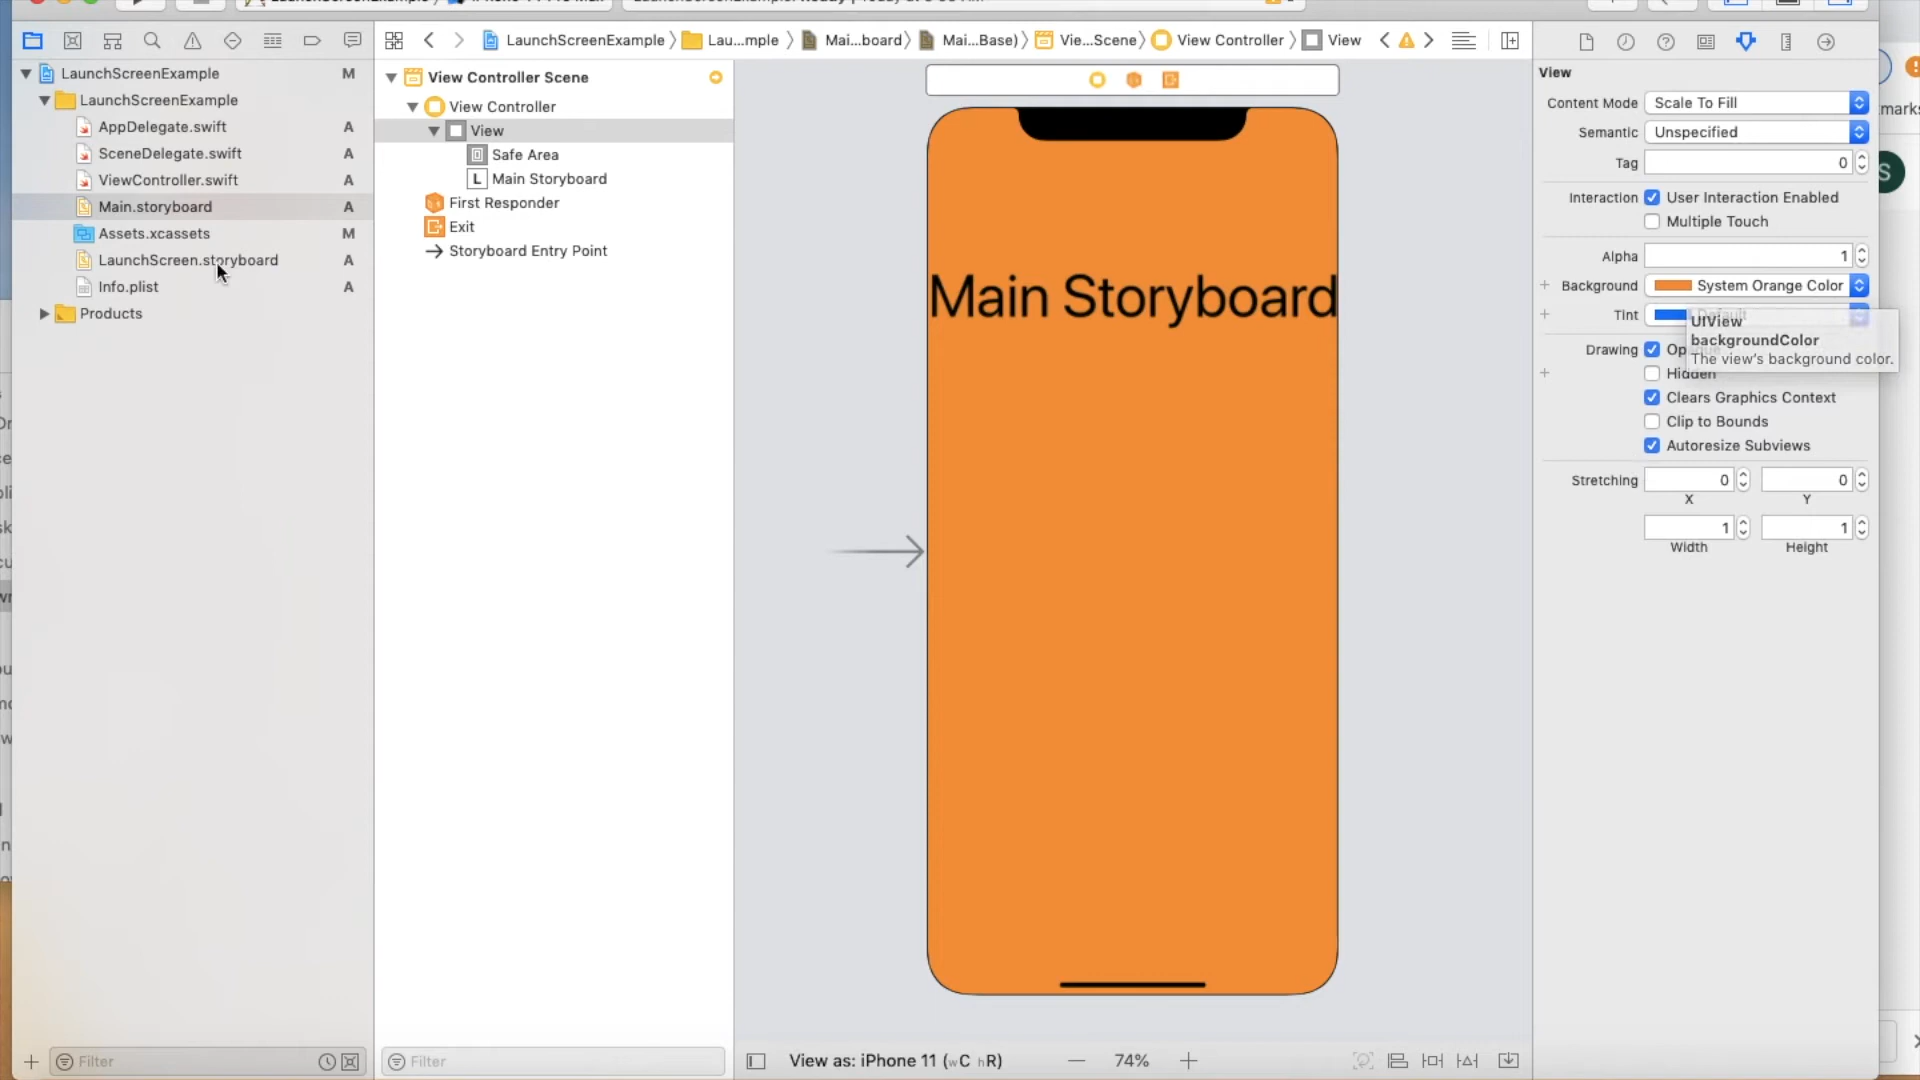 LaunchScreenExample
Lau...mple
Mai...board
Mai...Base)
Vie...Scene
View Controller
View
LaunchScreenExample M
LaunchScreenExample
AppDelegate.swift A
SceneDelegate.swift A
ViewController.swift A
Main.storyboard A
Assets.xcassets M
LaunchScreen.storyboard A
Info.plist A
Products
View Controller Scene
View Controller
View
Safe Area
L Main Storyboard
First Responder
Exit
Storyboard Entry Point
Main Storyboard
View
Content Mode Scale To Fill
Semantic Unspecified
Tag 0
Interaction User Interaction Enabled
Multiple Touch
Alpha 1
Background System Orange Color
Tint Default
UIView
backgroundColor
The view's background color.
Drawing
Hidden
Clears Graphics Context
Clip to Bounds
Autoresize Subviews
Stretching 0 0
X Y
1 1
Width Height
S
Filter
Filter
View as: iPhone 11 (wC hR)
74%